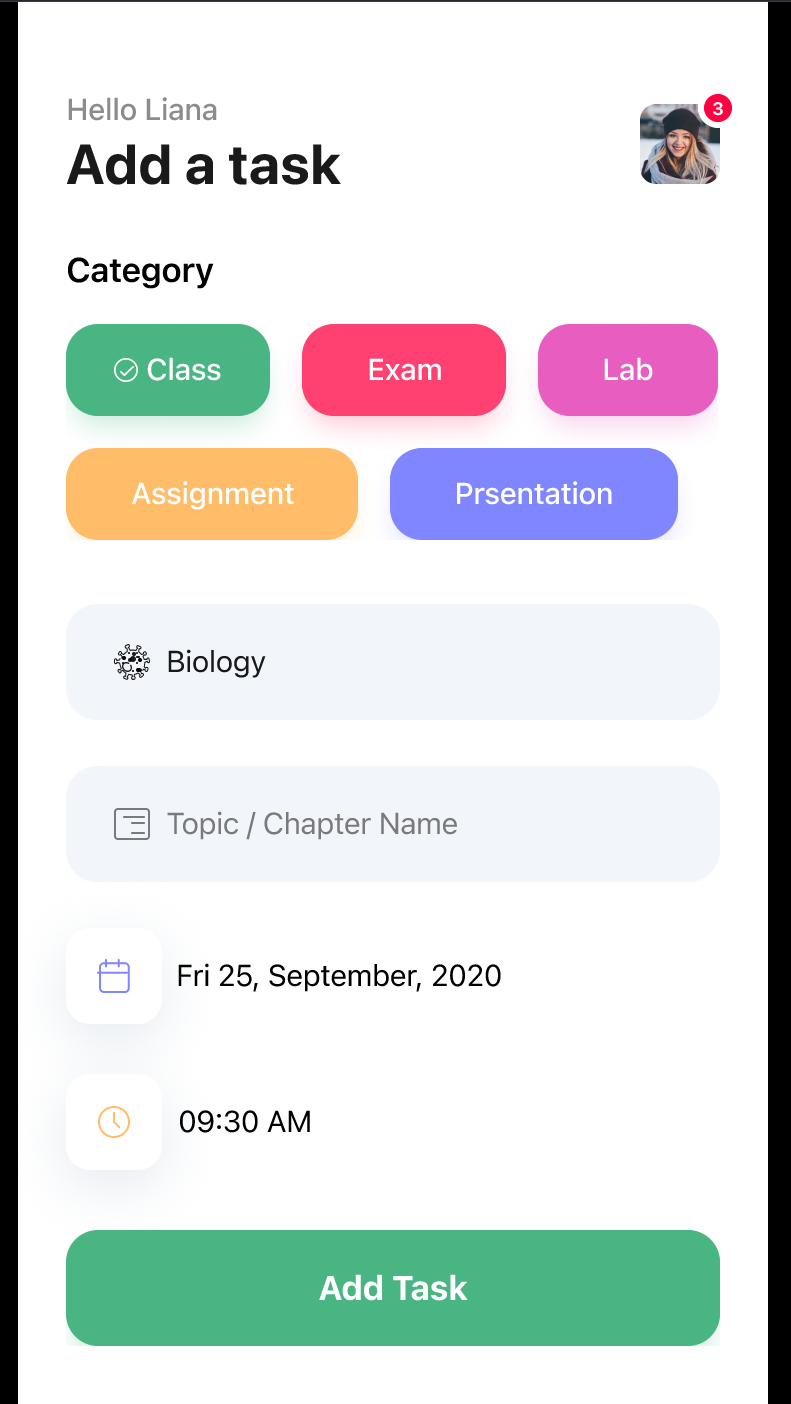 Hello Liana
3
Add a task
Category
Class Exam Lab
Assignment Prsentation
Biology
Topic / Chapter Name
Fri 25, September, 2020
09:30 AM
Add Task